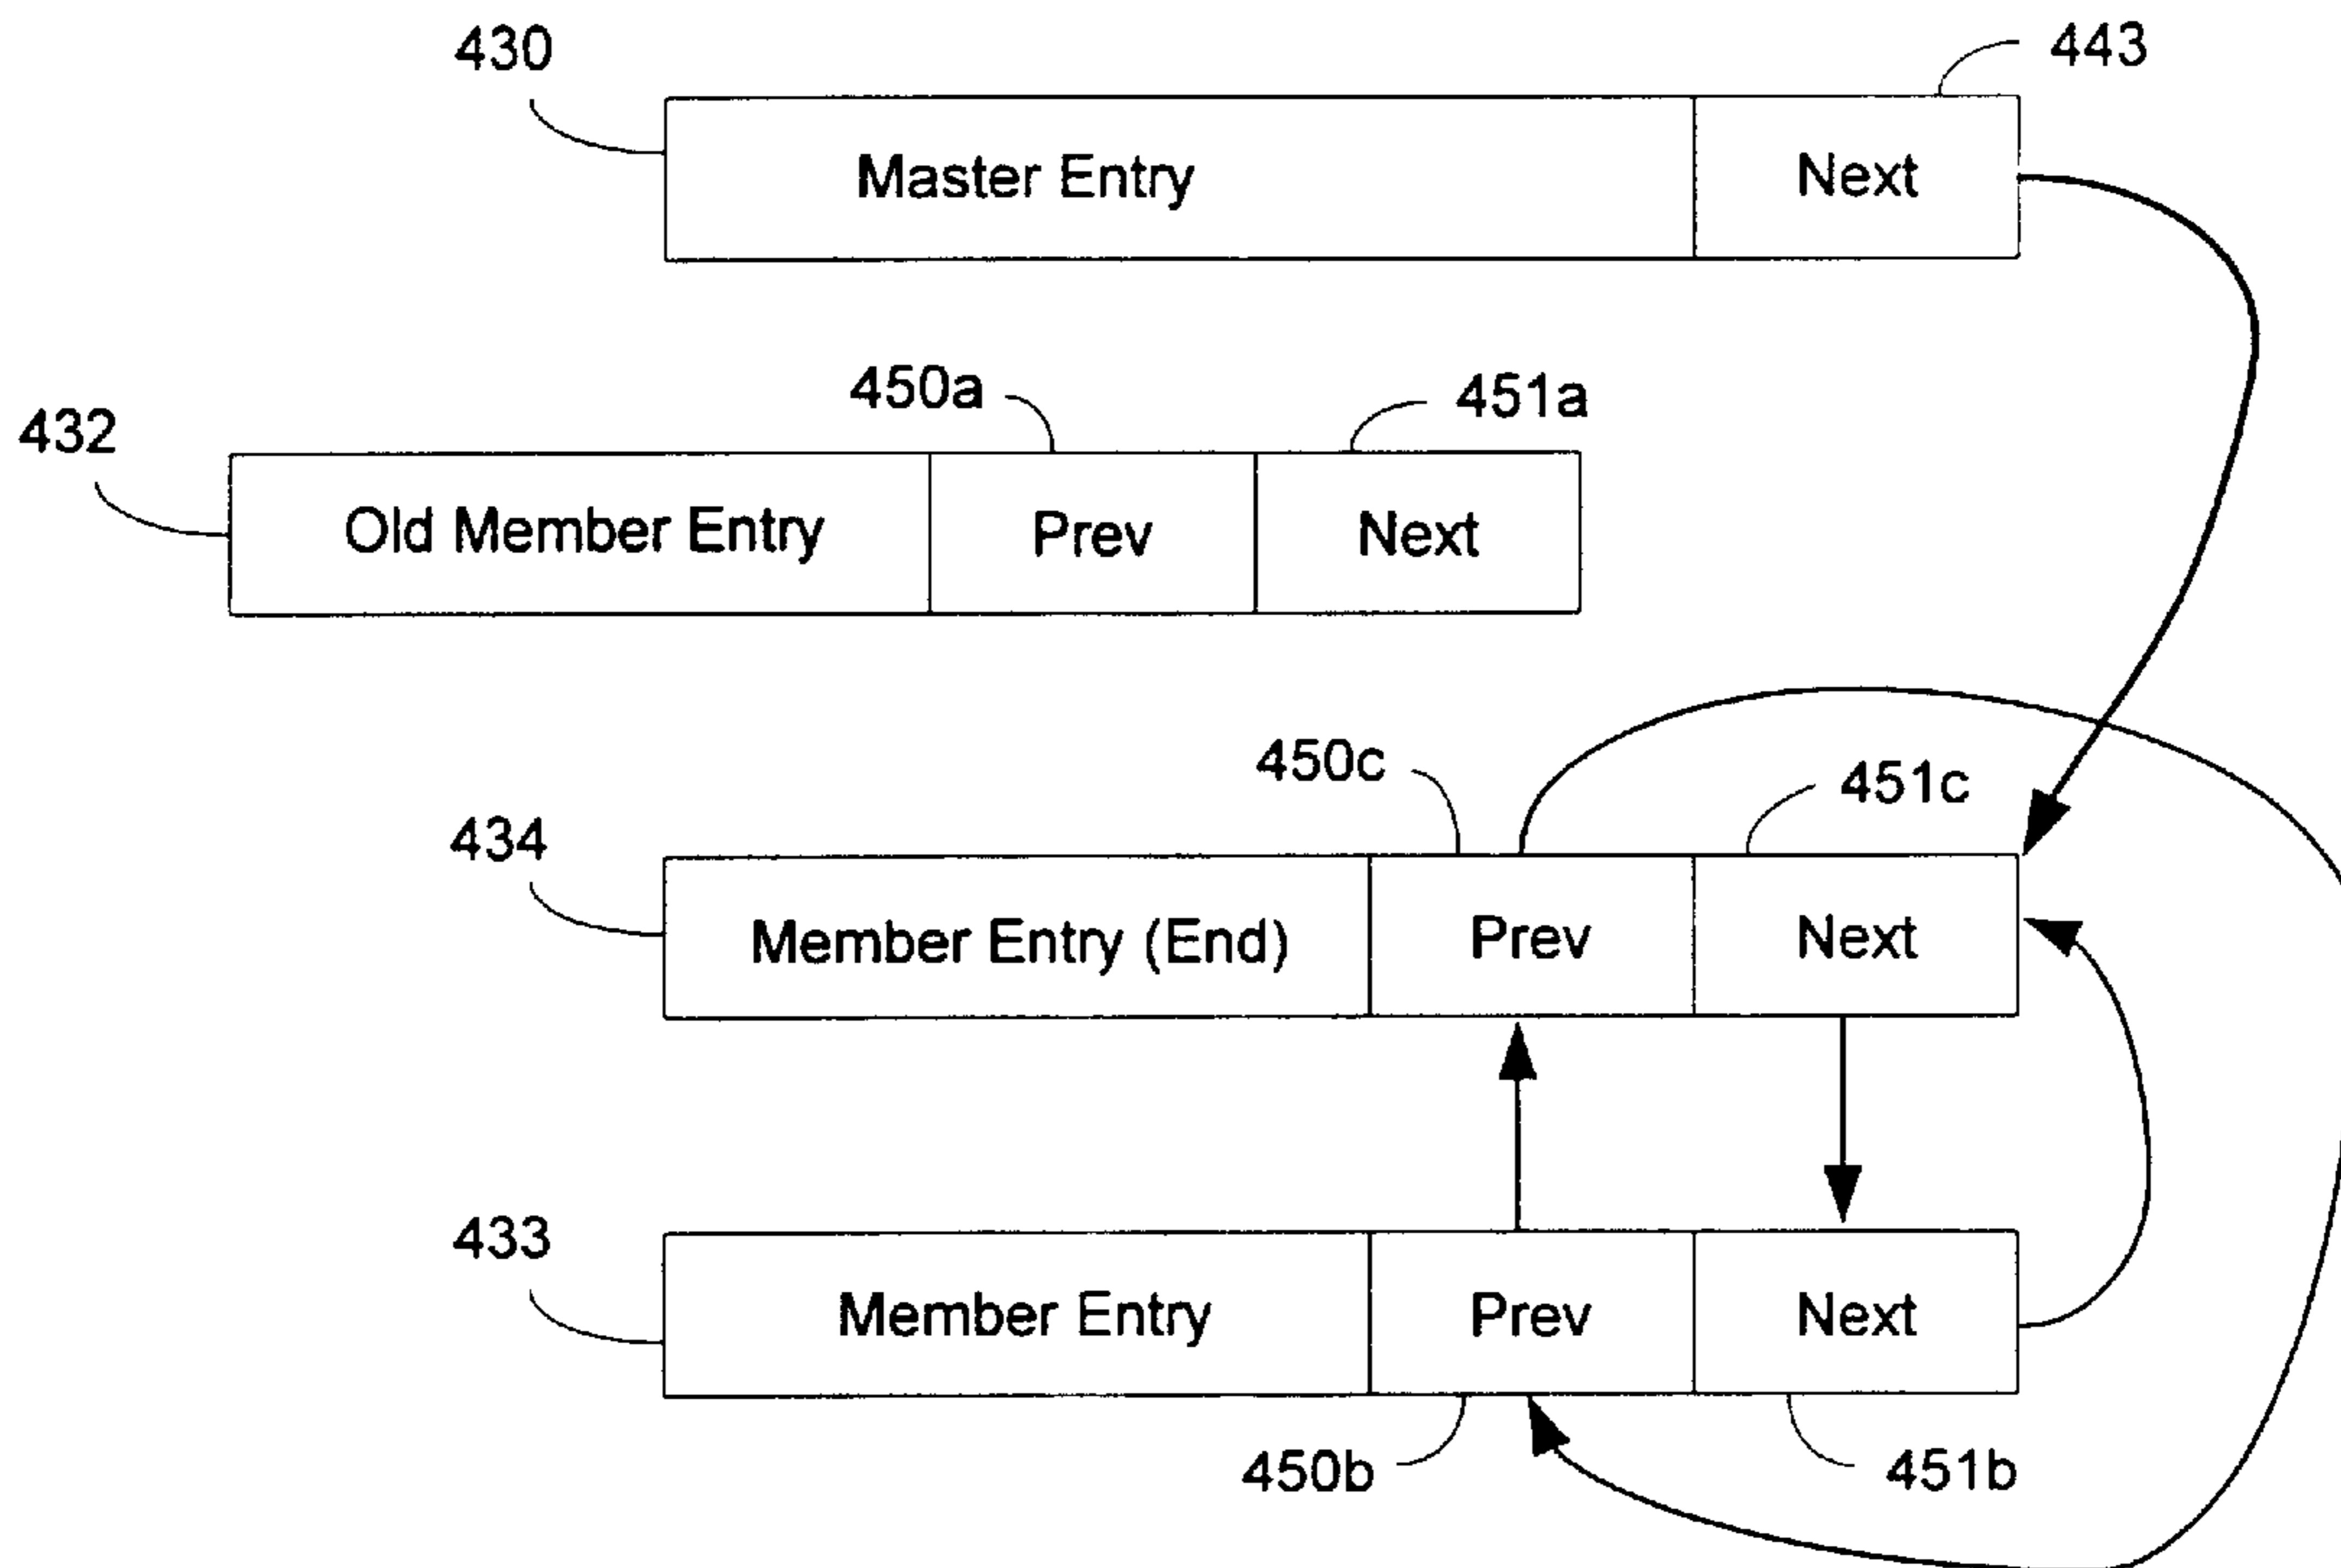 430
443
Master Entry
Next
450a
451a
432
Old Member Entry
Prev
Next
450c
451c
434
Member Entry (End)
Prev
Next
433
Member Entry
Prev
Next
450b
451b